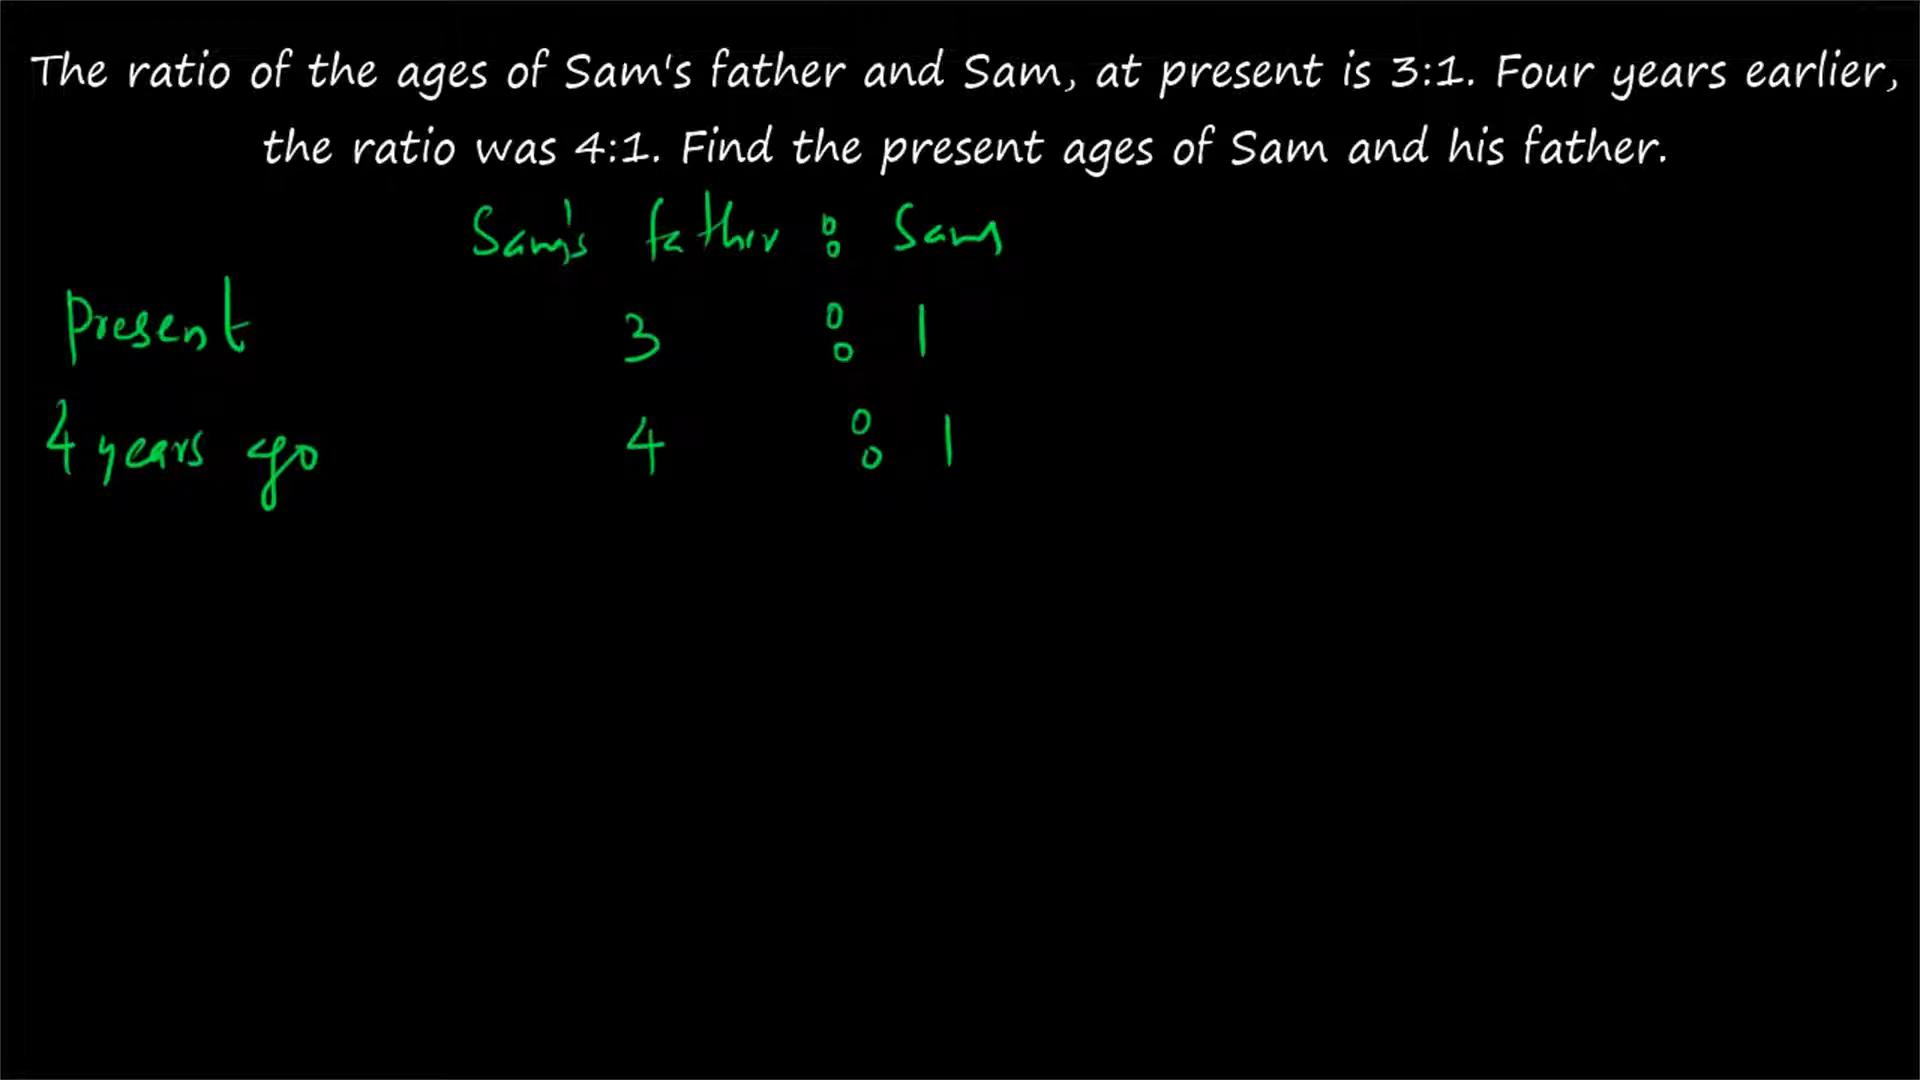 The ratio of the ages of Sam's father and Sam, at present is 3:1. Four years earlier,
the ratio was 4:1. Find the present ages of Sam and his father.
Sam's father : Sam
Present 3 : 1
4 years go 4 : 1